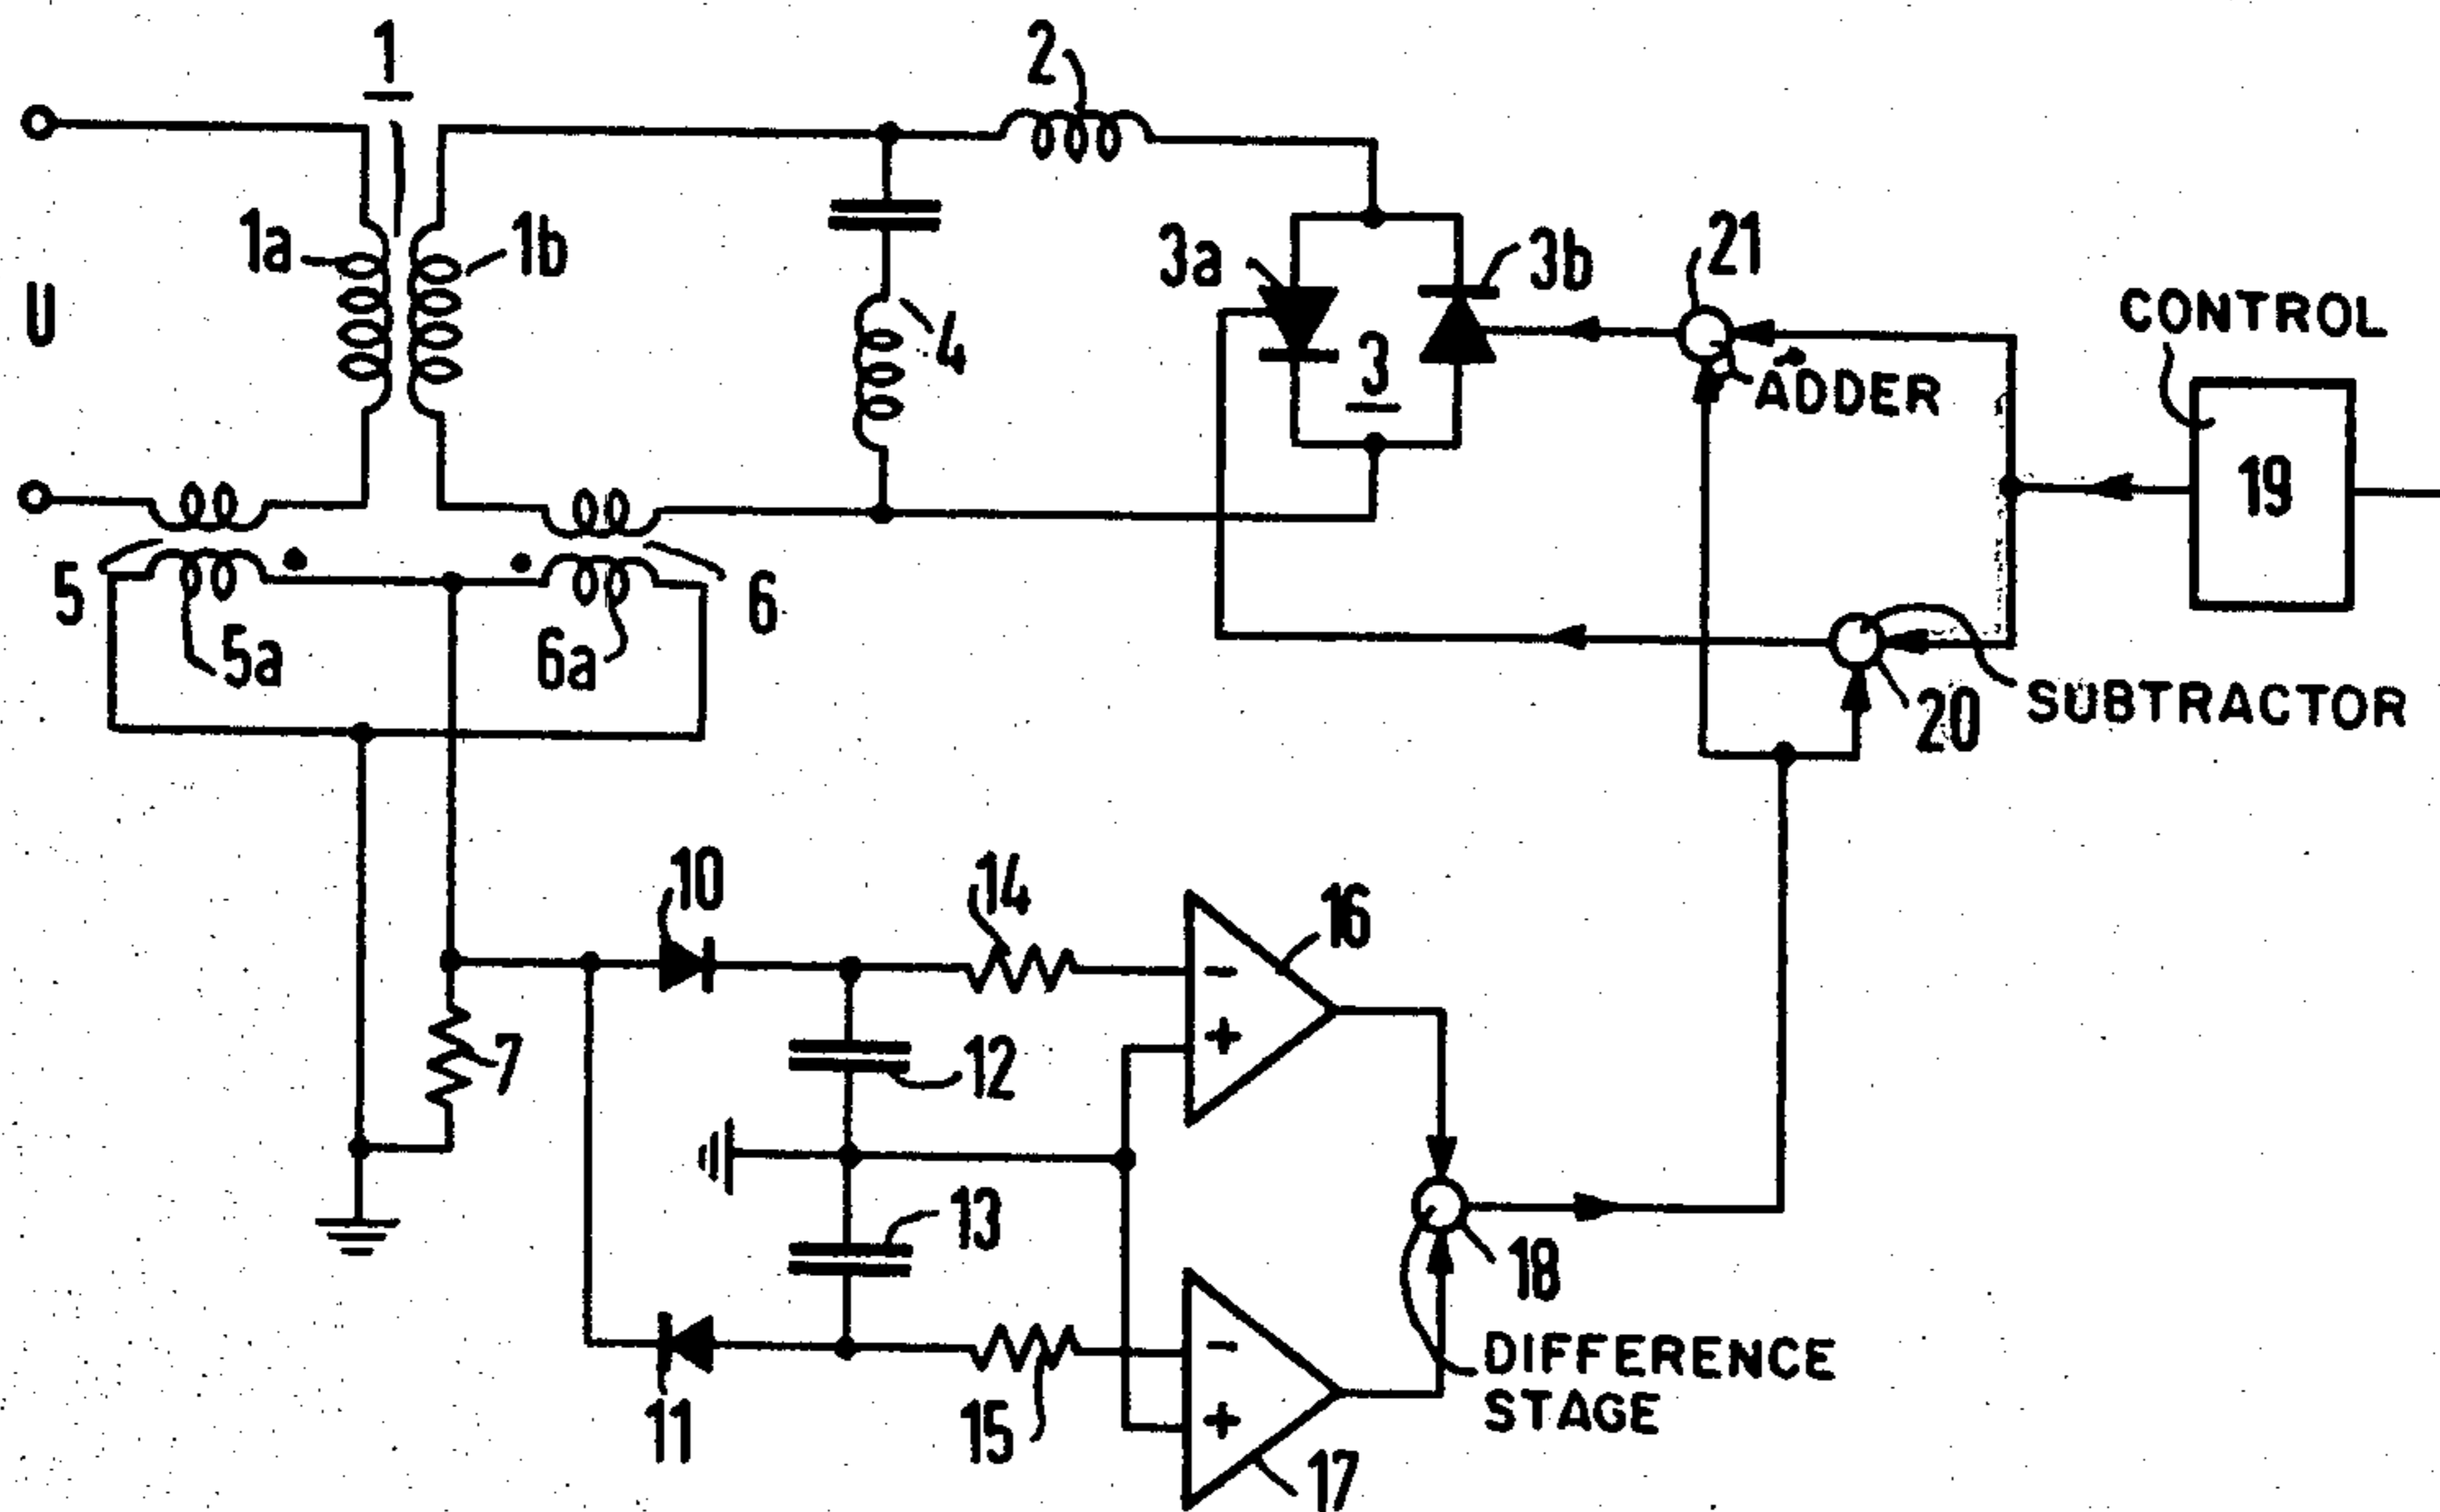 1
2
1a
1b
U
4
3a
3b
3
21
ADDER
CONTROL
19
5
5a
6a
6
20
SUBTRACTOR
10
14
16
-
+
7
12
13
18
DIFFERENCE
STAGE
11
15
-
+
17